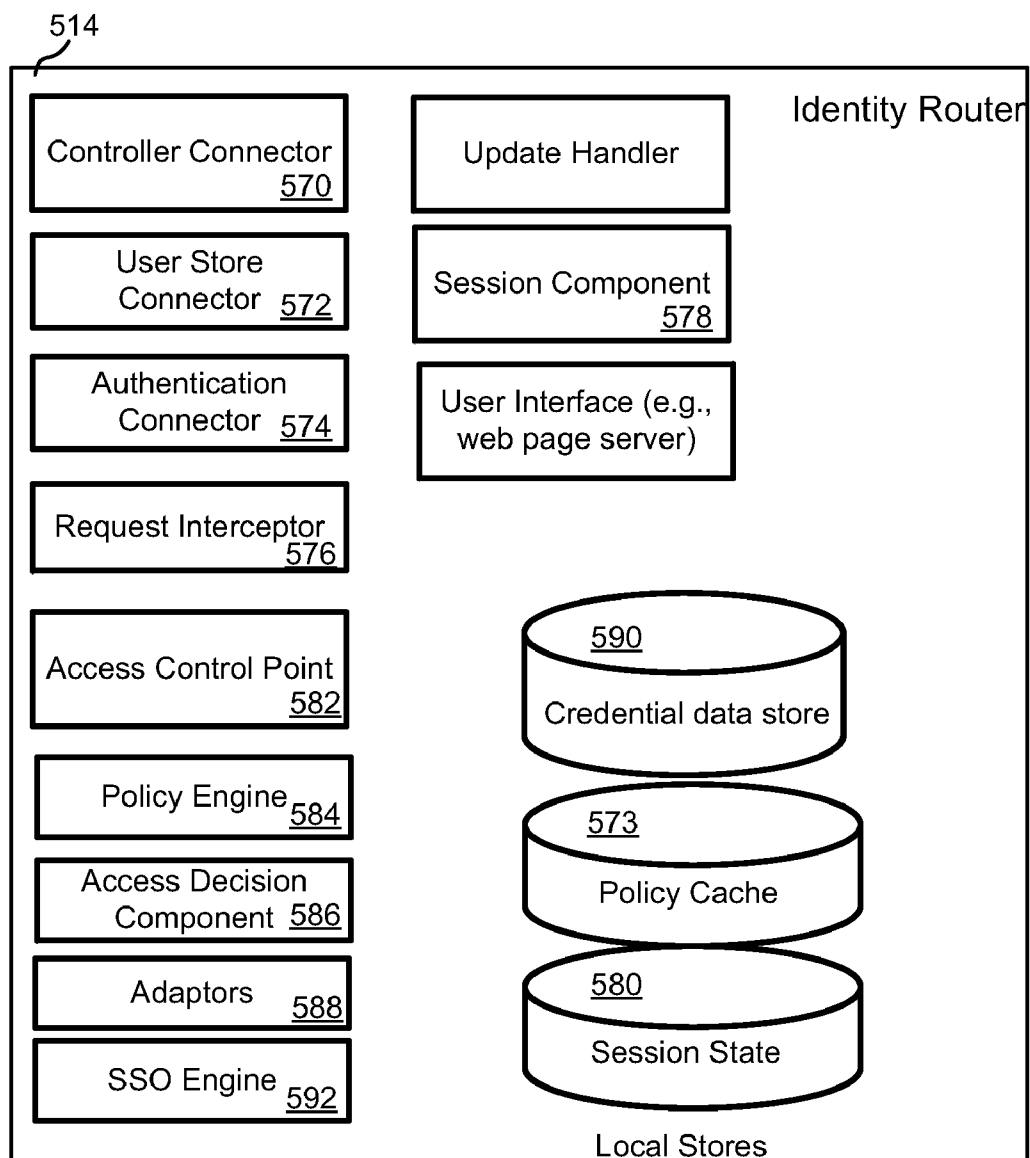 514
Identity Router
Controller Connector
570
User Store
Connector 572
Authentication
Connector 574
Request Interceptor
576
Access Control Point
582
Policy Engine 584
Access Decision
Component 586
Adaptors 588
SSO Engine
592
Update Handler
Session Component
578
User Interface (e.g.,
web page server)
590
Credential data store
573
Policy Cache
580
Session State
Local Stores